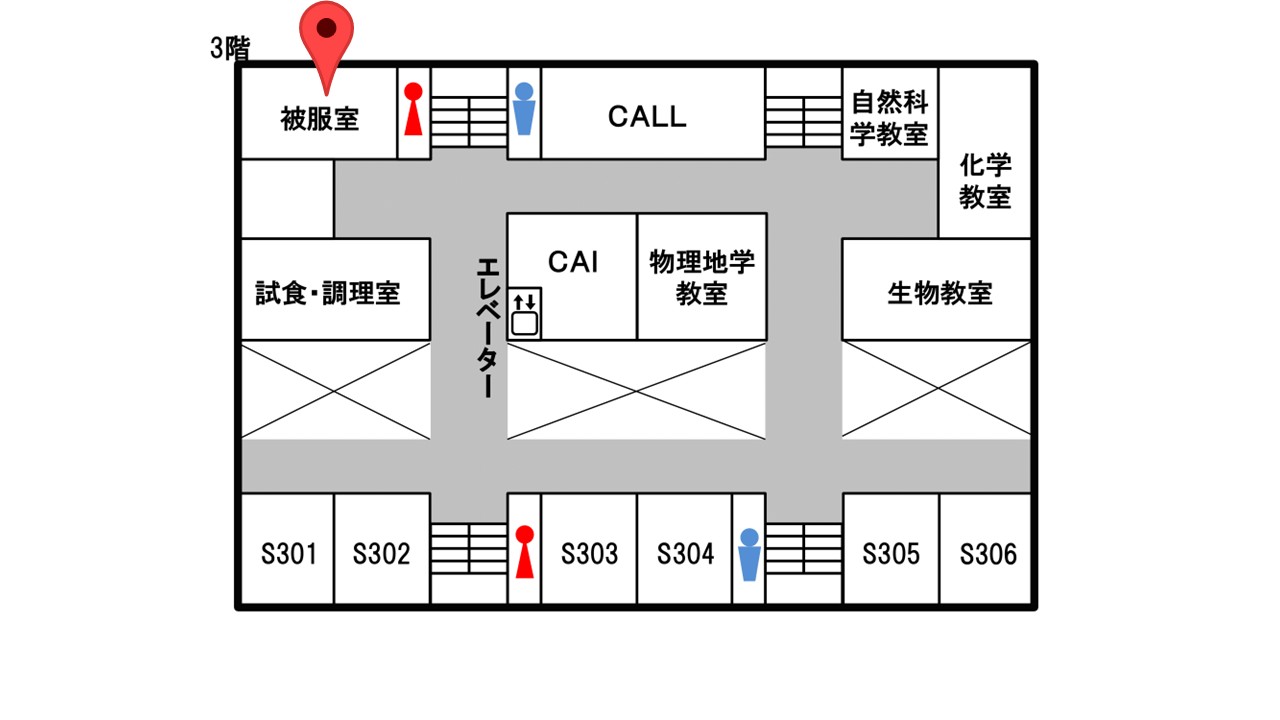 3階
被服室
CALL
自然科
学教室
化学
教室
CAI
物理地学
教室
エレベーター
試食・調理室
生物教室
S301
S302
S303
S304
S305
S306